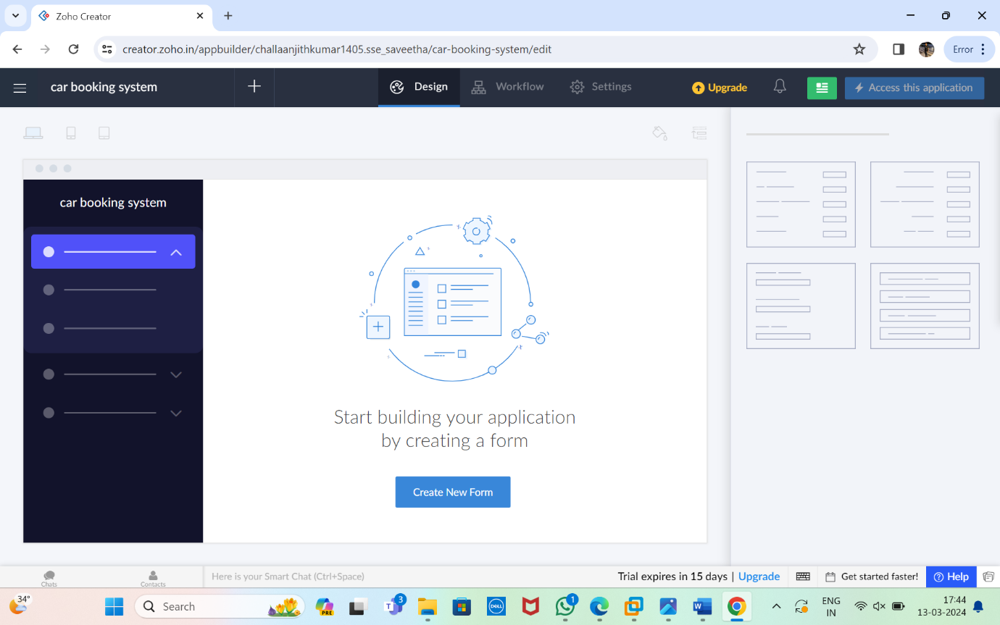 Zoho Creator
creator.zoho.in/appbuilder/challaanjithkumar1405.sse_saveetha/car-booking-system/edit
Error
car booking system
Design
Workflow
Settings
Upgrade
Access this application
car booking system
Start building your application
by creating a form
Create New Form
Chats
Contacts
Here is your Smart Chat (Ctrl+Space)
Trial expires in 15 days | Upgrade
Get started faster!
Help
34°
Search
PRE
T
3
DELL
1
W
ENG
IN
17:44
13-03-2024